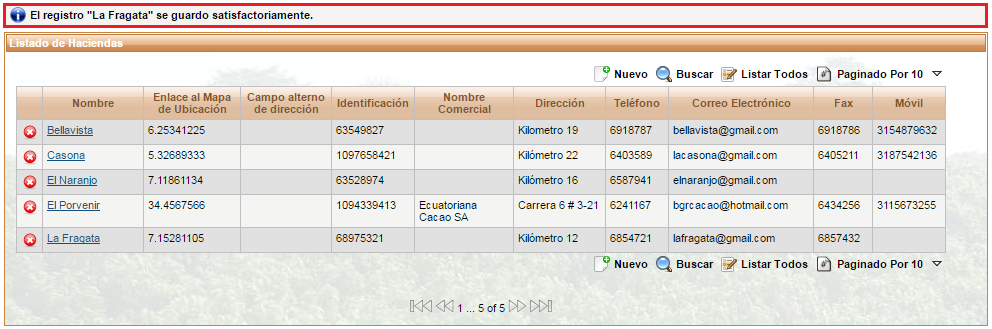 El registro "La Fragata" se guardo satisfactoriamente.
Listado de Haciendas
Nuevo Buscar Listar Todos Paginado Por 10
Nombre Enlace al Mapa de Ubicación Campo alterno de dirección Identificación Nombre Comercial Dirección Teléfono Correo Electrónico Fax Móvil
Bellavista 6.25341225 63549827 Kilometro 19 6918787 bellavista@gmail.com 6918786 3154879632
Casona 5.32689333 1097658421 Kilómetro 22 6403589 lacasona@gmail.com 6405211 3187542136
El Naranjo 7.11861134 63528974 Kilómetro 16 6587941 elnaranjo@gmail.com
El Porvenir 34.4567566 1094339413 Ecuatoriana Cacao SA Carrera 6 # 3-21 6241167 bgrcacao@hotmail.com 6434256 3115673255
La Fragata 7.15281105 68975321 Kilómetro 12 6854721 lafragata@gmail.com 6857432
Nuevo Buscar Listar Todos Paginado Por 10
1 ... 5 of 5